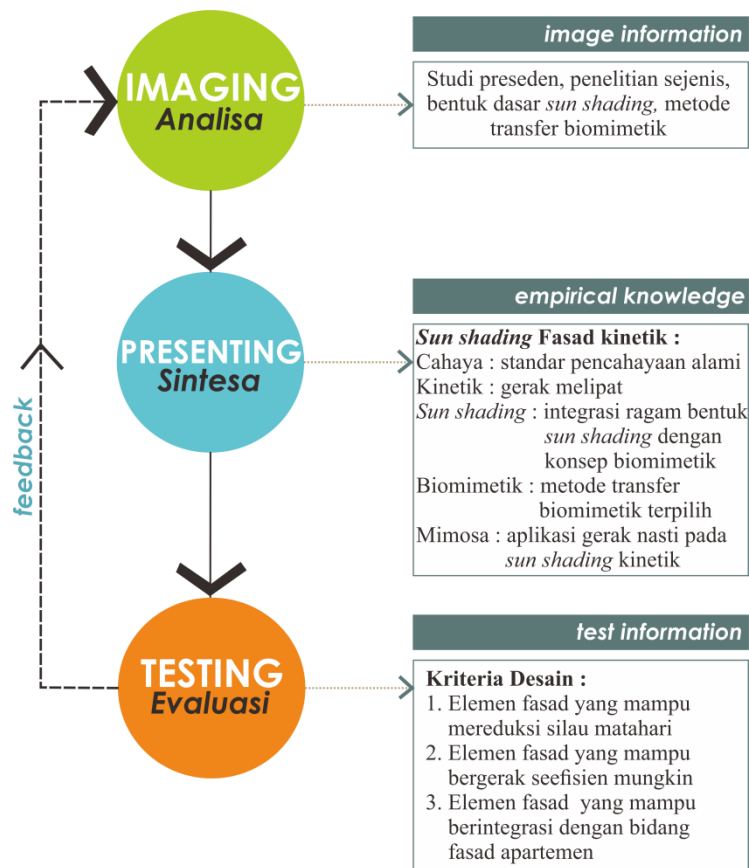 IMAGING
Analisa
image information
Studi preseden, penelitian sejenis,
bentuk dasar sun shading, metode
transfer biomimetik
PRESENTING
Sintesa
empirical knowledge
Sun shading Fasad kinetik :
Cahaya : standar pencahayaan alami
Kinetik : gerak melipat
Sun shading : integrasi ragam bentuk
sun shading dengan
konsep biomimetik
Biomimetik : metode transfer
biomimetik terpilih
Mimosa : aplikasi gerak nasti pada
sun shading kinetik
feedback
TESTING
Evaluasi
test information
Kriteria Desain :
1. Elemen fasad yang mampu
mereduksi silau matahari
2. Elemen fasad yang mampu
bergerak seefisien mungkin
3. Elemen fasad yang mampu
berintegrasi dengan bidang
fasad apartemen